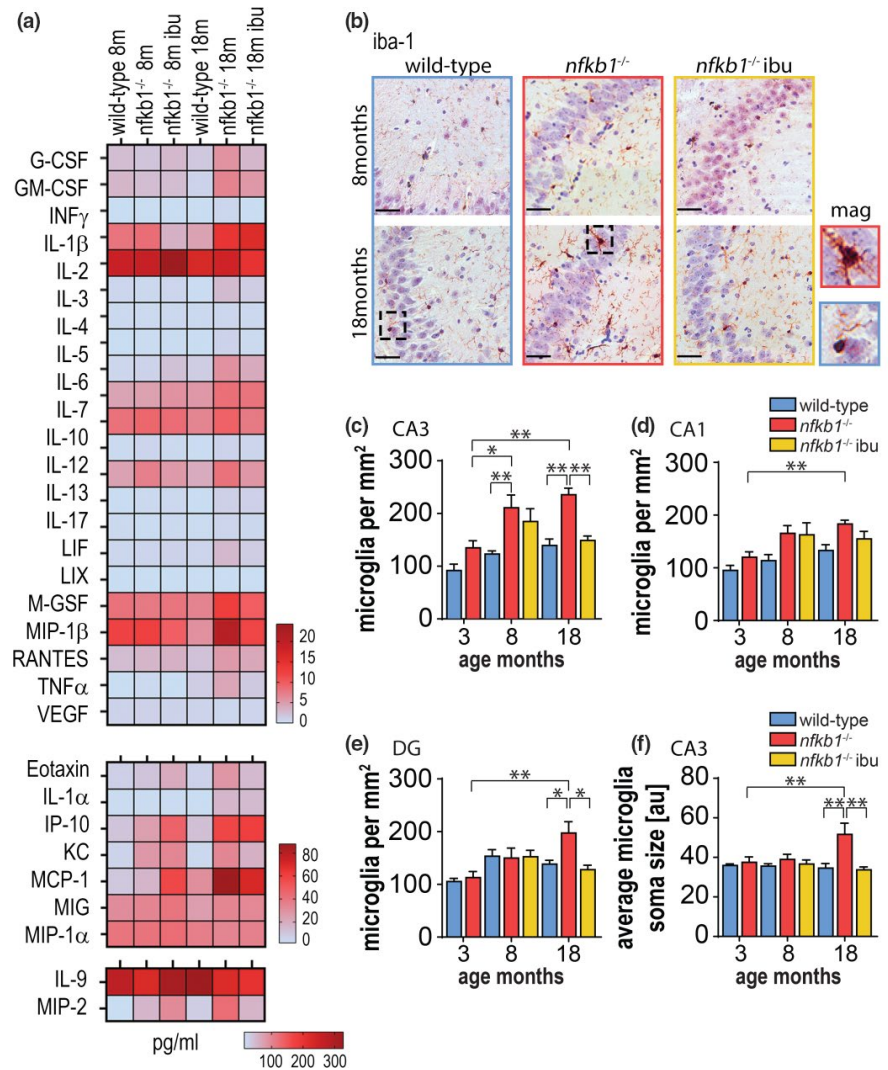 (a)
wild-type 8m
nfkb1-/- 8m
nfkb1-/- 8m ibu
wild-type 18m
nfkb1-/- 18m
nfkb1-/- 18m ibu
G-CSF
GM-CSF
INFγ
IL-1β
IL-2
IL-3
IL-4
IL-5
IL-6
IL-7
IL-10
IL-12
IL-13
IL-17
LIF
LIX
M-GSF
MIP-1β
RANTES
TNFα
VEGF
20
15
10
5
0
Eotaxin
IL-1α
IP-10
KC
MCP-1
MIG
MIP-1α
80
60
40
20
0
IL-9
MIP-2
pg/ml
100 200 300
(b)
iba-1
wild-type
nfkb1-/-
nfkb1-/- ibu
8months
18months
mag
(c) CA3
microglia per mm2
300
200
100
0
* ** ** ** **
3 8 18
age months
(d) CA1
wild-type
nfkb1-/-
nfkb1-/- ibu
microglia per mm2
300
200
100
0
**
3 8 18
age months
(e) DG
microglia per mm2
300
200
100
0
** * *
3 8 18
age months
(f) CA3
wild-type
nfkb1-/-
nfkb1-/- ibu
average microglia
soma size [au]
80
60
40
20
0
** ** **
3 8 18
age months